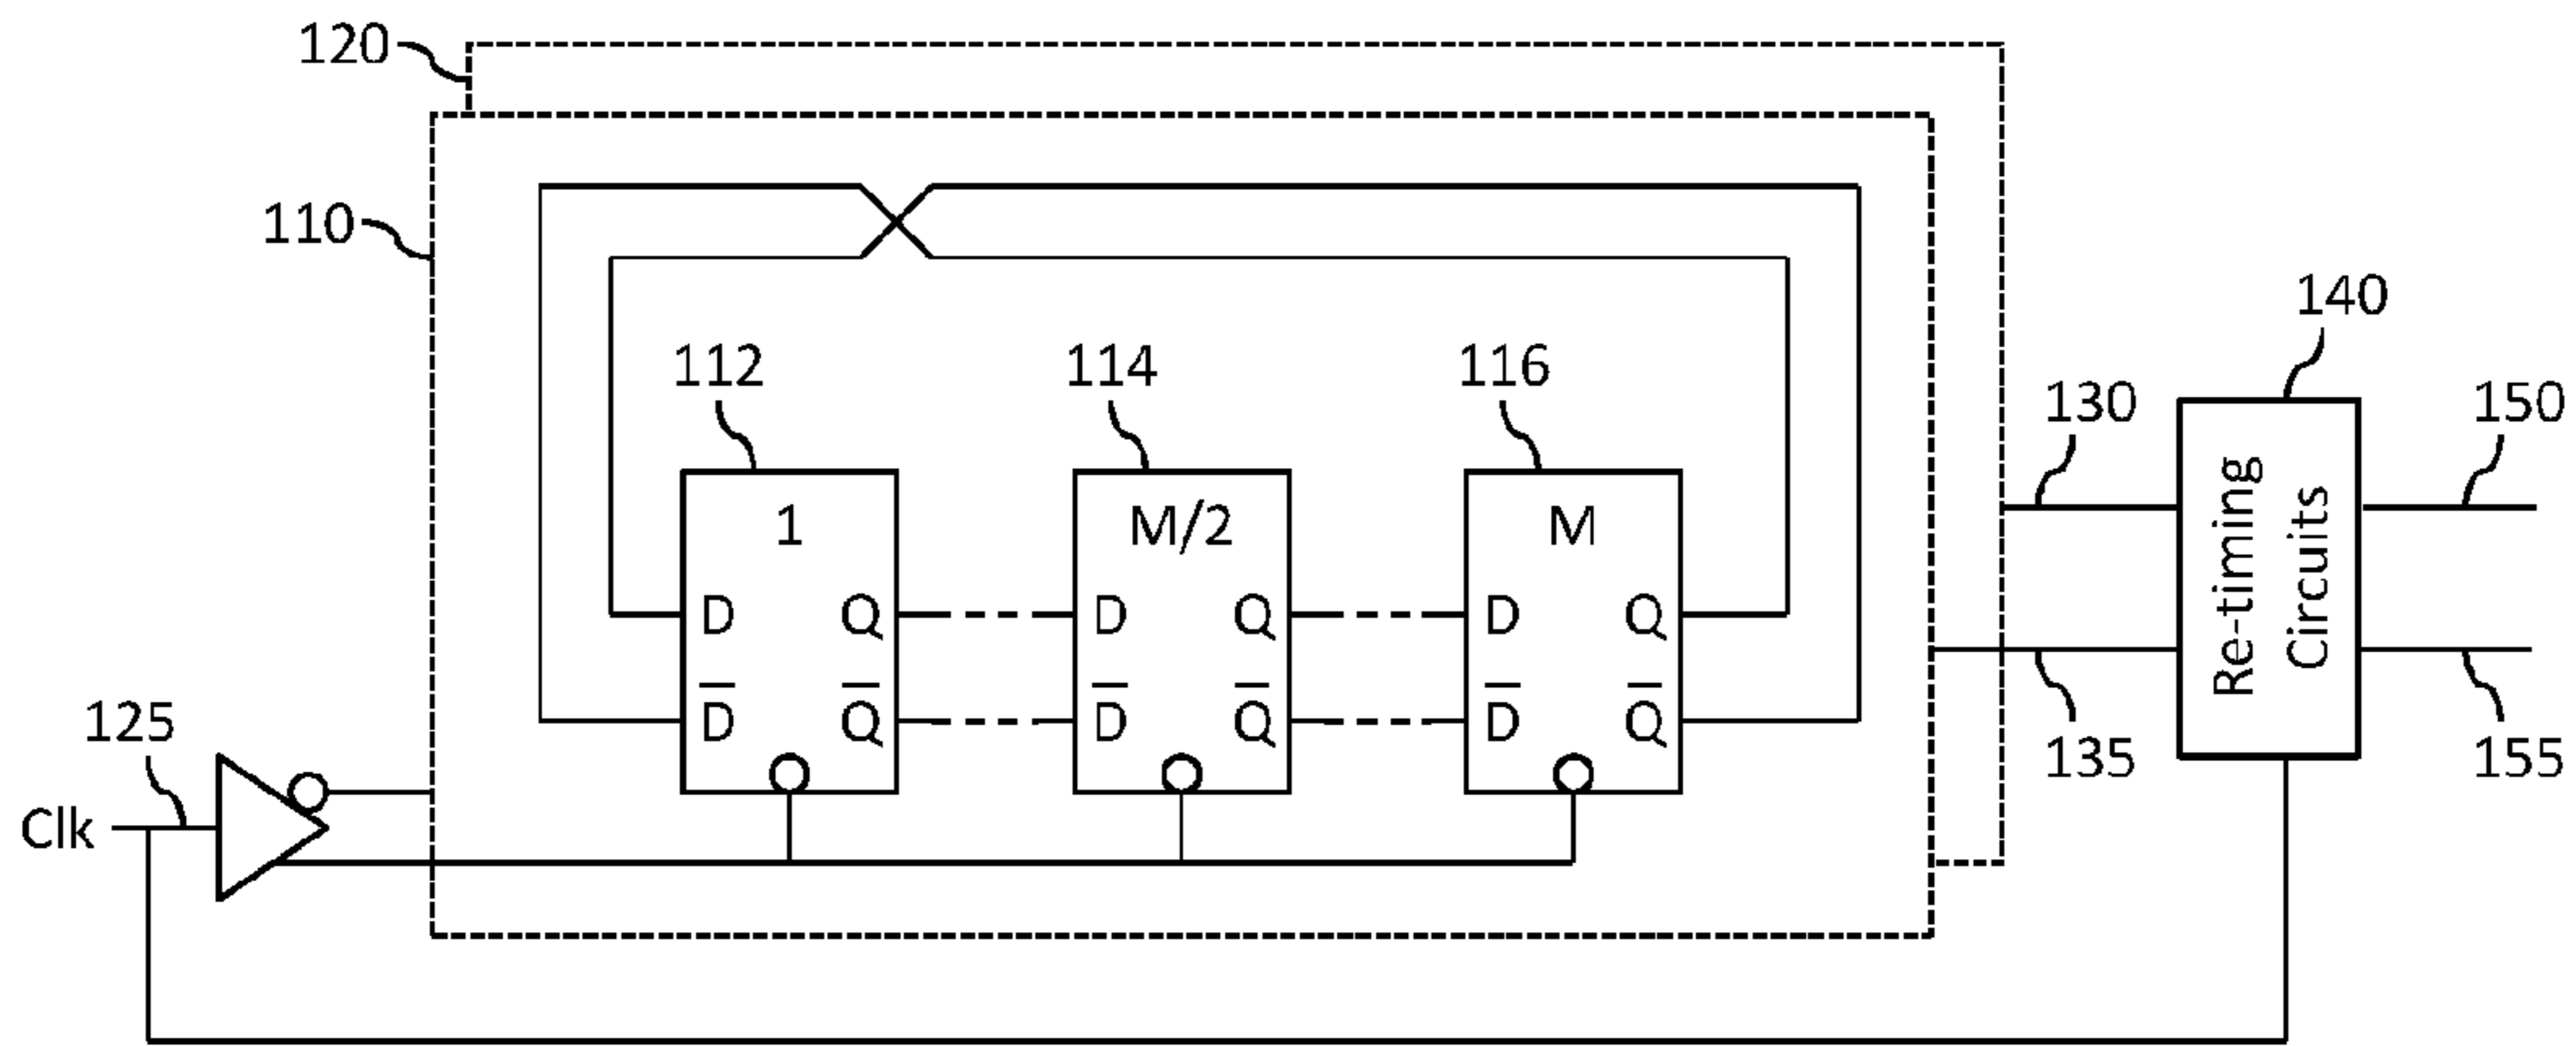 120
110
140
112
114
116
130
150
1
M/2
M
Re-timing
Circuits
D Q D Q D Q
D̅ Q̅ D̅ Q̅ D̅ Q̅
125
135
155
Clk